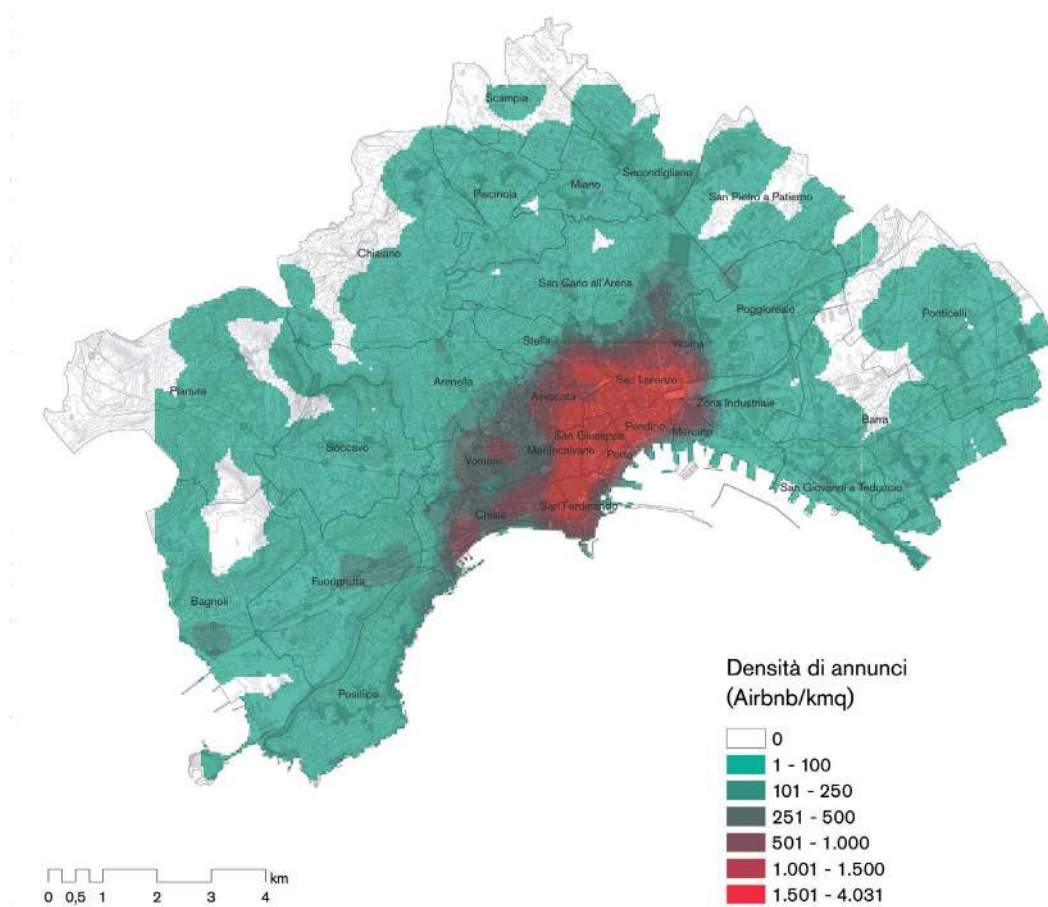 Scampia
Secondigliano
Piscinola
Miano
San Pietro a Patierno
Chiaiano
San Carlo all'Arena
Poggioreale
Ponticelli
Stella
Vicaria
Pianura
Arenella
San Lorenzo
Avvocata
Zona Industriale
Barra
Soccavo
San Giuseppe
Pendino
Mercato
Vomero
Montecalvario
Porto
San Giovanni a Teduccio
Chiaia
San Ferdinando
Fuorigrotta
Bagnoli
Posillipo
Densità di annunci
(Airbnb/kmq)
0
1 - 100
101 - 250
251 - 500
501 - 1.000
1.001 - 1.500
1.501 - 4.031
km
0 0,5 1 2 3 4